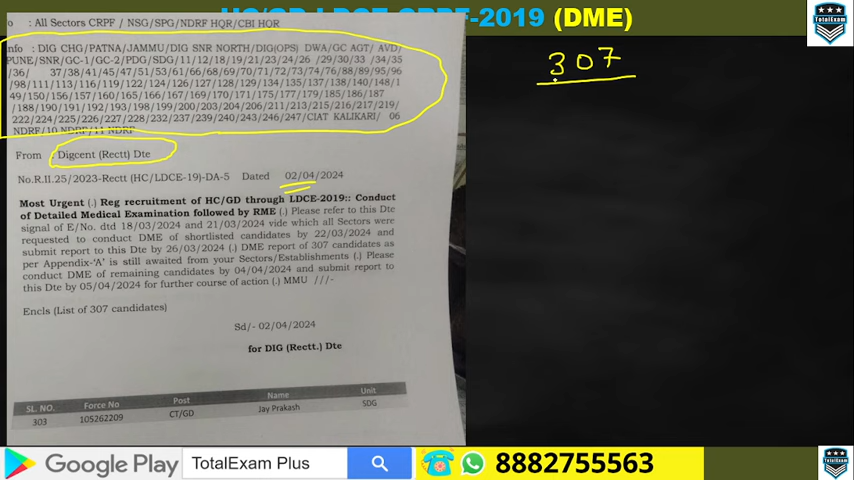 HC/GD LDCE CRPF-2019 (DME)
o : All Sectors CRPF / NSG/SPG/NDRF HQR/CBI HQR
nfo : DIG CHG/PATNA/JAMMU/DIG SNR NORTH/DIG(OPS) DWA/GC AGT/ AVD/
PUNE/SNR/GC-1/GC-2/PDG/SDG/11/12/18/19/21/23/24/26 /29/30/33 /34/35
/36/ 37/38/41/45/47/51/53/61/66/68/69/70/71/72/73/74/76/88/89/95/96
/98/111/113/116/119/122/124/126/127/128/129/134/135/137/138/140/148/1
49/150/156/157/160/165/166/167/169/170/171/175/177/179/185/186/187
/188/190/191/192/193/198/199/200/203/204/206/211/213/215/216/217/219/
222/224/225/226/227/228/232/237/239/240/243/246/247/CIAT KALIKARI/ 06
NDRF/10 NDRF/11 NDRF
From : Digcent (Rectt) Dte
No.R.II.25/2023-Rectt (HC/LDCE-19)-DA-5 Dated 02/04/2024
Most Urgent (.) Reg recruitment of HC/GD through LDCE-2019:: Conduct
of Detailed Medical Examination followed by RME (.) Please refer to this Dte
signal of E/No. dtd 18/03/2024 and 21/03/2024 vide which all Sectors were
requested to conduct DME of shortlisted candidates by 22/03/2024 and
submit report to this Dte by 26/03/2024 (.) DME report of 307 candidates as
per Appendix-'A' is still awaited from your Sectors/Establishments (.) Please
conduct DME of remaining candidates by 04/04/2024 and submit report to
this Dte by 05/04/2024 for further course of action (.) MMU ///-
Encls (List of 307 candidates)
Sd/- 02/04/2024
for DIG (Rectt.) Dte
SL. NO. Force No Post Name Unit
303 105262209 CT/GD Jay Prakash SDG
307
TotalExam
Google Play TotalExam Plus 8882755563
TotalExam